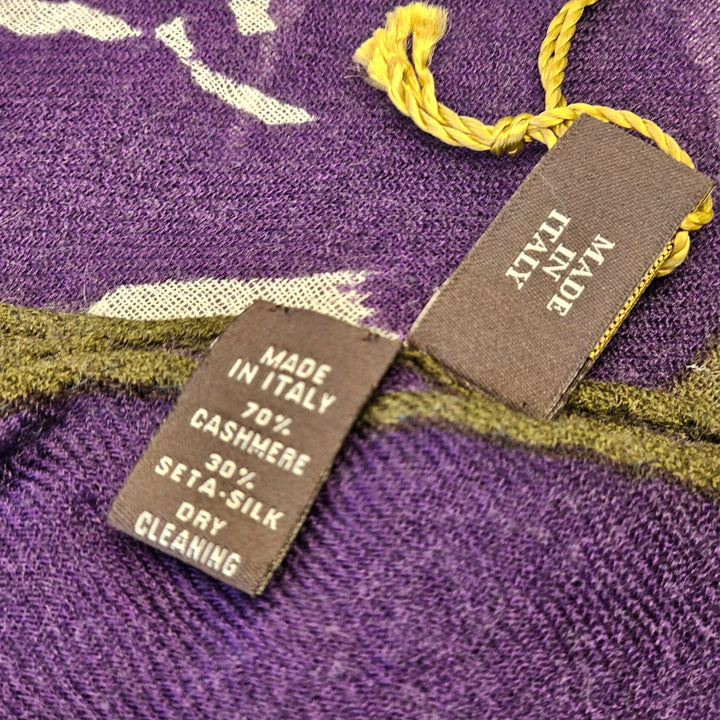 MADE
IN ITALY
70%
CASHMERE
30%
SETA-SILK
DRY
CLEANING
MADE
IN
ITALY